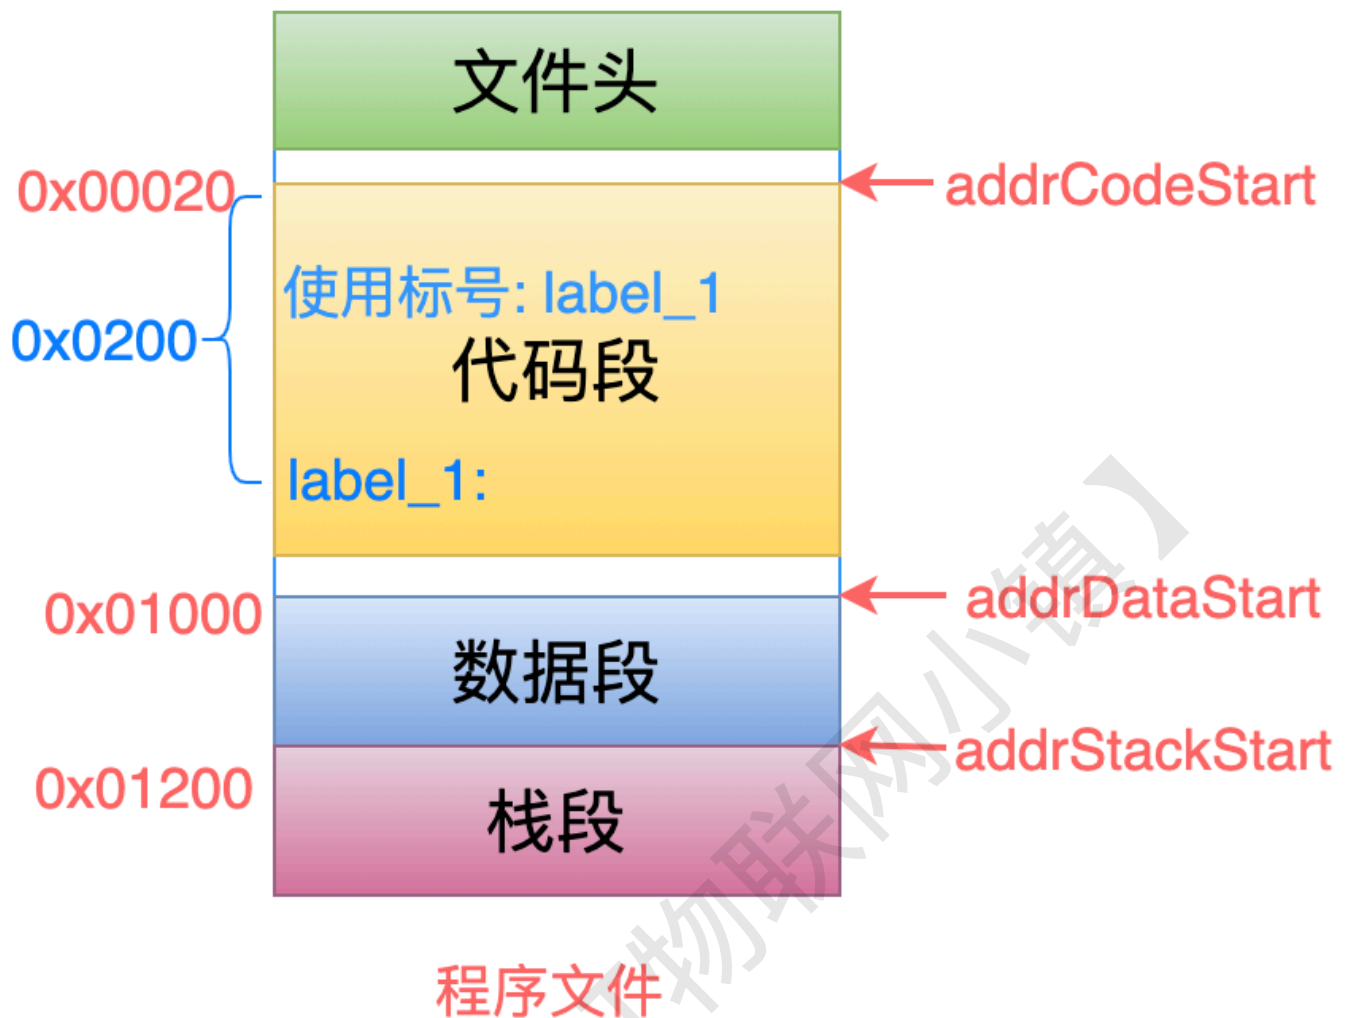 文件头
0x00020
addrCodeStart
使用标号: label_1
0x0200
代码段
label_1:
0x01000
addrDataStart
数据段
addrStackStart
0x01200
栈段
程序文件
物联网小镇】